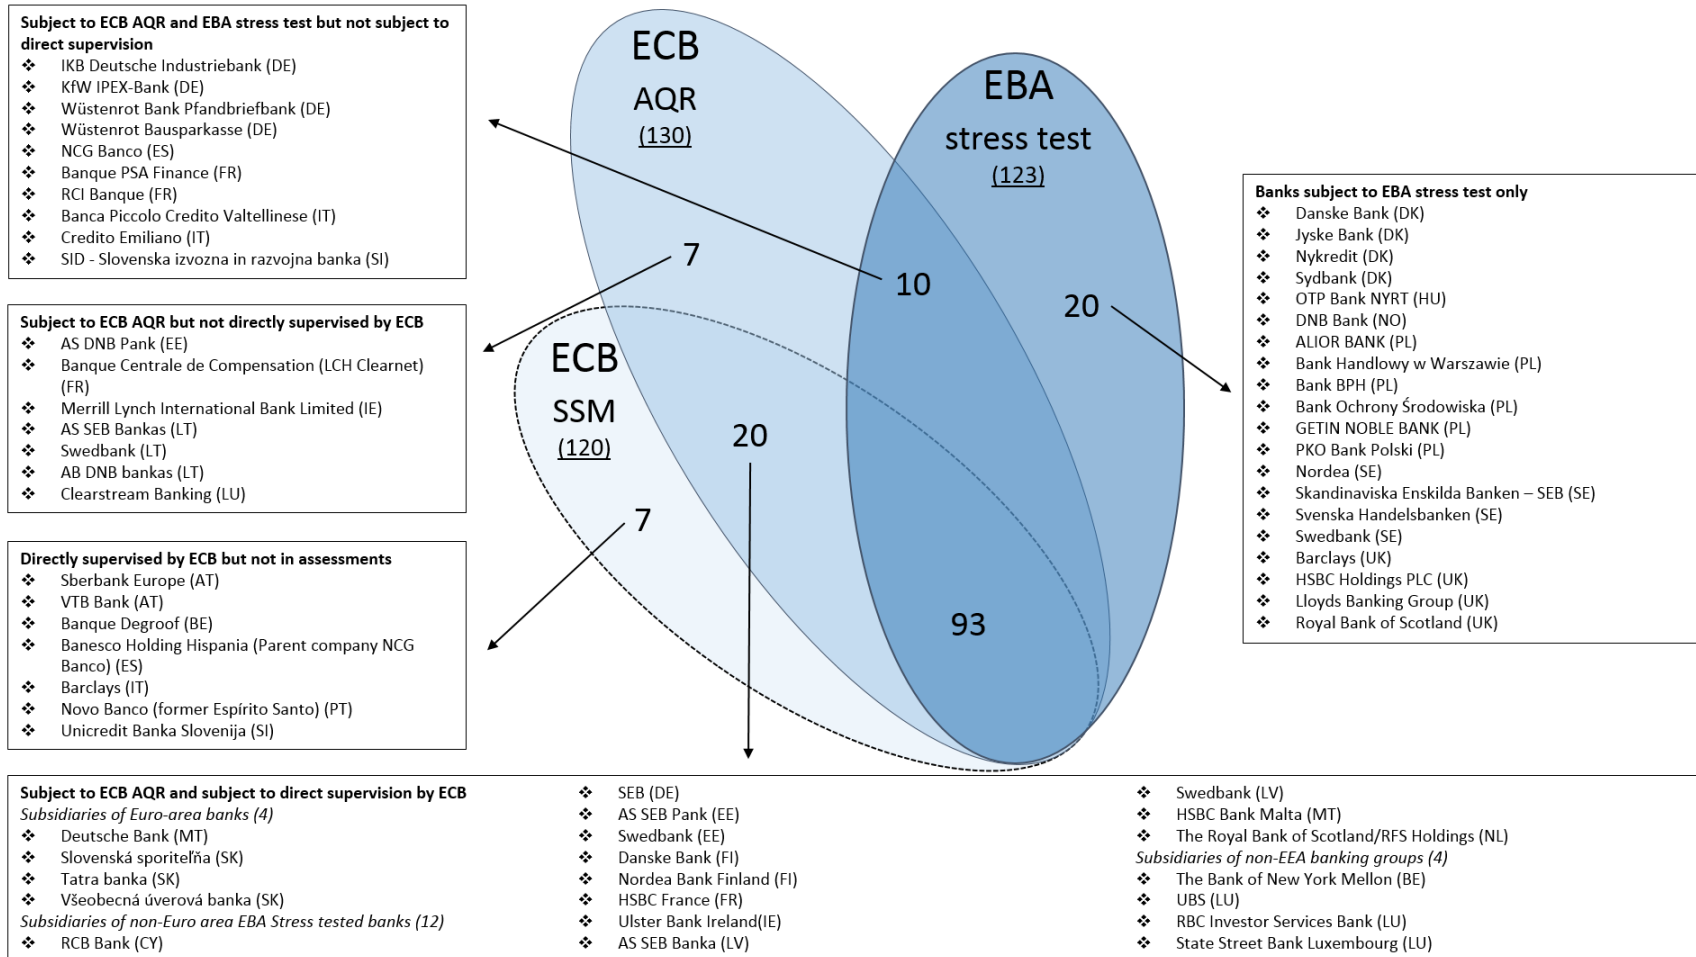 Subject to ECB AQR and EBA stress test but not subject to
direct supervision
❖ IKB Deutsche Industriebank (DE)
❖ KfW IPEX-Bank (DE)
❖ Wüstenrot Bank Pfandbriefbank (DE)
❖ Wüstenrot Bausparkasse (DE)
❖ NCG Banco (ES)
❖ Banque PSA Finance (FR)
❖ RCI Banque (FR)
❖ Banca Piccolo Credito Valtellinese (IT)
❖ Credito Emiliano (IT)
❖ SID - Slovenska izvozna in razvojna banka (SI)
Subject to ECB AQR but not directly supervised by ECB
❖ AS DNB Pank (EE)
❖ Banque Centrale de Compensation (LCH Clearnet)
(FR)
❖ Merrill Lynch International Bank Limited (IE)
❖ AS SEB Bankas (LT)
❖ Swedbank (LT)
❖ AB DNB bankas (LT)
❖ Clearstream Banking (LU)
Directly supervised by ECB but not in assessments
❖ Sberbank Europe (AT)
❖ VTB Bank (AT)
❖ Banque Degroof (BE)
❖ Banesco Holding Hispania (Parent company NCG
Banco) (ES)
❖ Barclays (IT)
❖ Novo Banco (former Espírito Santo) (PT)
❖ Unicredit Banka Slovenija (SI)
ECB
AQR
(130)
EBA
stress test
(123)
7
10
20
ECB
SSM
(120)
20
7
93
Banks subject to EBA stress test only
❖ Danske Bank (DK)
❖ Jyske Bank (DK)
❖ Nykredit (DK)
❖ Sydbank (DK)
❖ OTP Bank NYRT (HU)
❖ DNB Bank (NO)
❖ ALIOR BANK (PL)
❖ Bank Handlowy w Warszawie (PL)
❖ Bank BPH (PL)
❖ Bank Ochrony Środowiska (PL)
❖ GETIN NOBLE BANK (PL)
❖ PKO Bank Polski (PL)
❖ Nordea (SE)
❖ Skandinaviska Enskilda Banken – SEB (SE)
❖ Svenska Handelsbanken (SE)
❖ Swedbank (SE)
❖ Barclays (UK)
❖ HSBC Holdings PLC (UK)
❖ Lloyds Banking Group (UK)
❖ Royal Bank of Scotland (UK)
Subject to ECB AQR and subject to direct supervision by ECB
Subsidiaries of Euro-area banks (4)
❖ Deutsche Bank (MT)
❖ Slovenská sporiteľňa (SK)
❖ Tatra banka (SK)
❖ Všeobecná úverová banka (SK)
Subsidiaries of non-Euro area EBA Stress tested banks (12)
❖ RCB Bank (CY)
❖ SEB (DE)
❖ AS SEB Pank (EE)
❖ Swedbank (EE)
❖ Danske Bank (FI)
❖ Nordea Bank Finland (FI)
❖ HSBC France (FR)
❖ Ulster Bank Ireland(IE)
❖ AS SEB Banka (LV)
❖ Swedbank (LV)
❖ HSBC Bank Malta (MT)
❖ The Royal Bank of Scotland/RFS Holdings (NL)
Subsidiaries of non-EEA banking groups (4)
❖ The Bank of New York Mellon (BE)
❖ UBS (LU)
❖ RBC Investor Services Bank (LU)
❖ State Street Bank Luxembourg (LU)